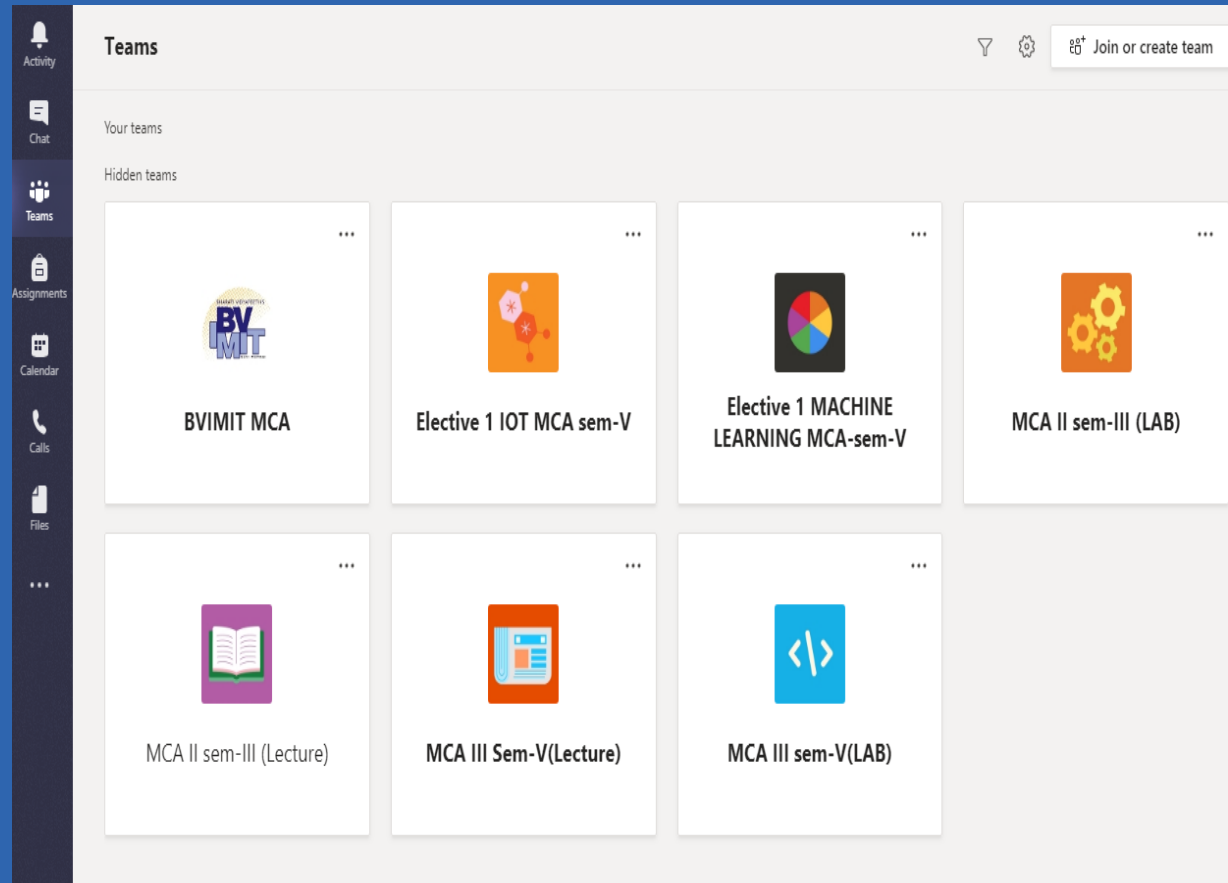 Activity
Chat
Teams
Assignments
Calendar
Calls
Files
Teams
Join or create team
Your teams
Hidden teams
BV
IMIT
BVIMIT MCA
Elective 1 IOT MCA sem-V
Elective 1 MACHINE
LEARNING MCA-sem-V
MCA II sem-III (LAB)
MCA II sem-III (Lecture)
MCA III Sem-V(Lecture)
MCA III sem-V(LAB)